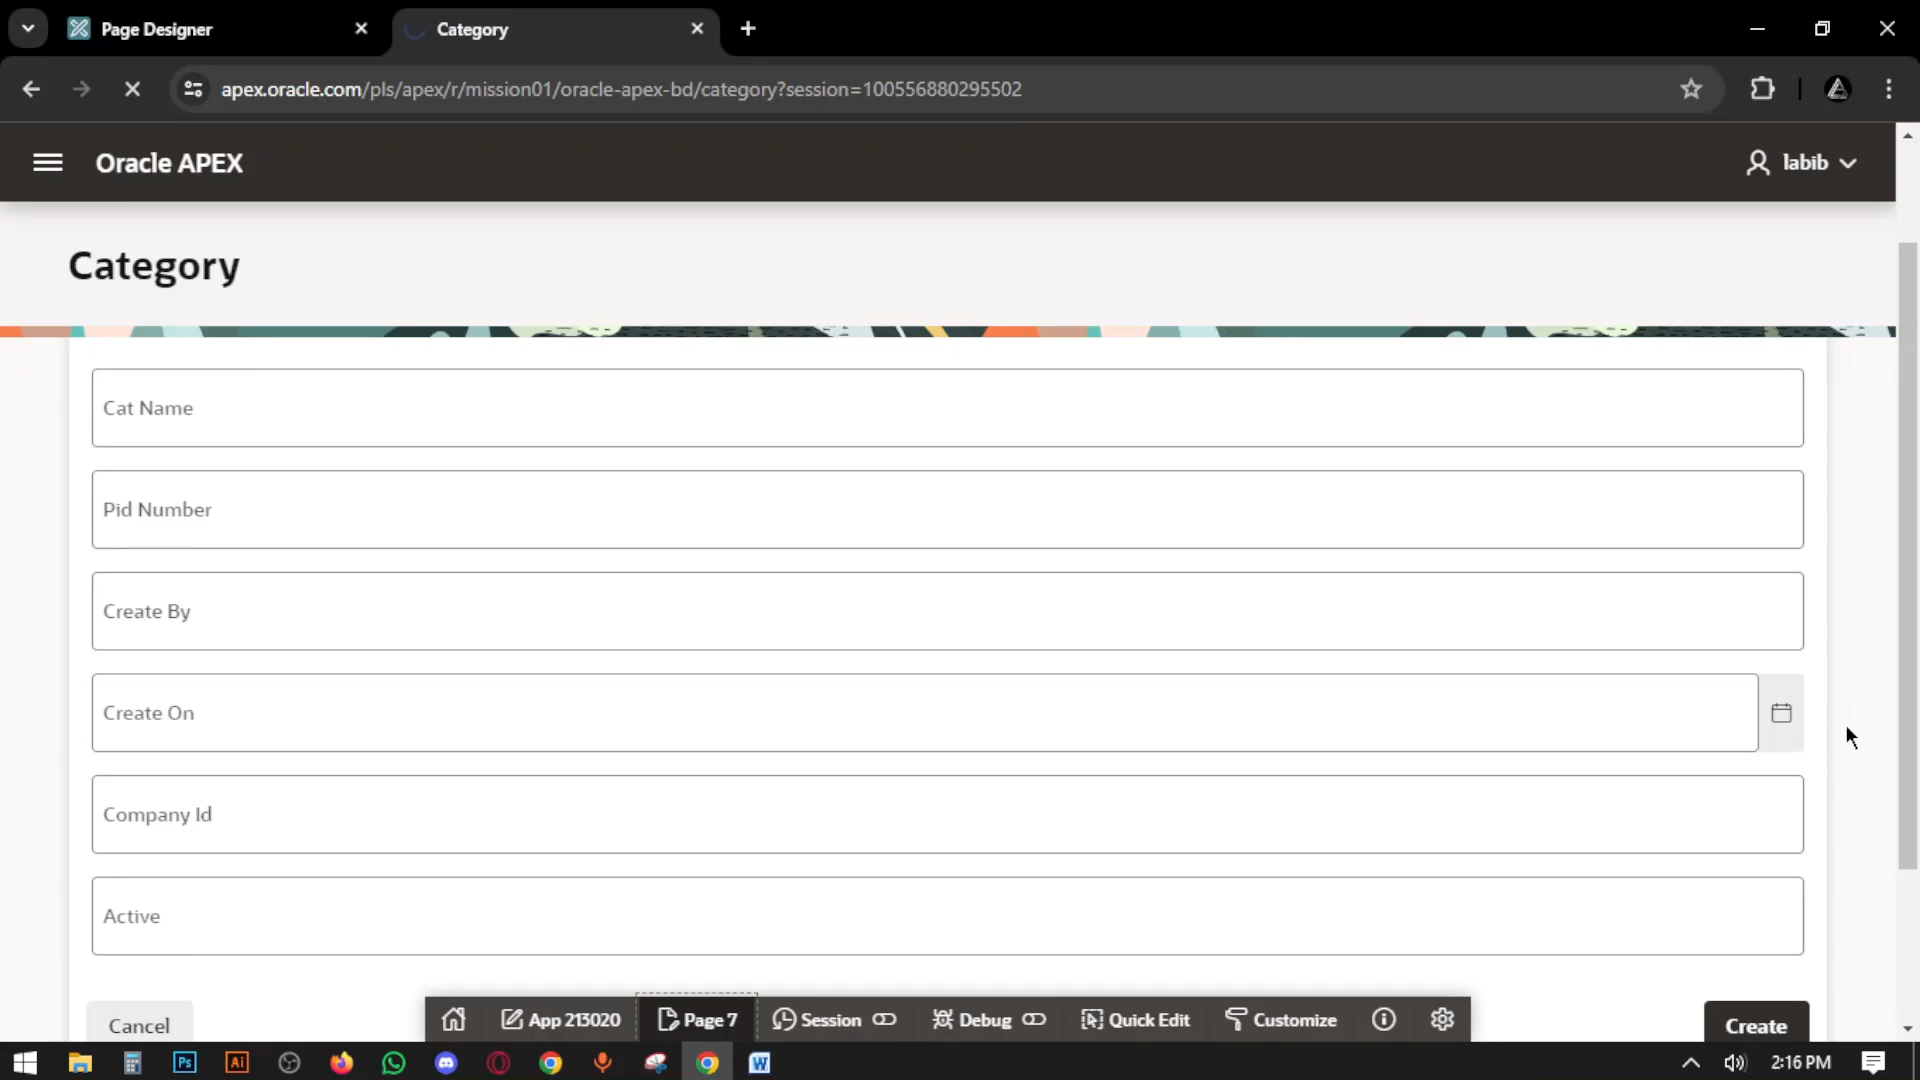 Page Designer
Category
apex.oracle.com/pls/apex/r/mission01/oracle-apex-bd/category?session=100556880295502
Oracle APEX
labib
Category
Cat Name
Pid Number
Create By
Create On
Company Id
Active
Cancel
App 213020
Page 7
Session
Debug
Quick Edit
Customize
Create
Ps
Ai
W
2:16 PM